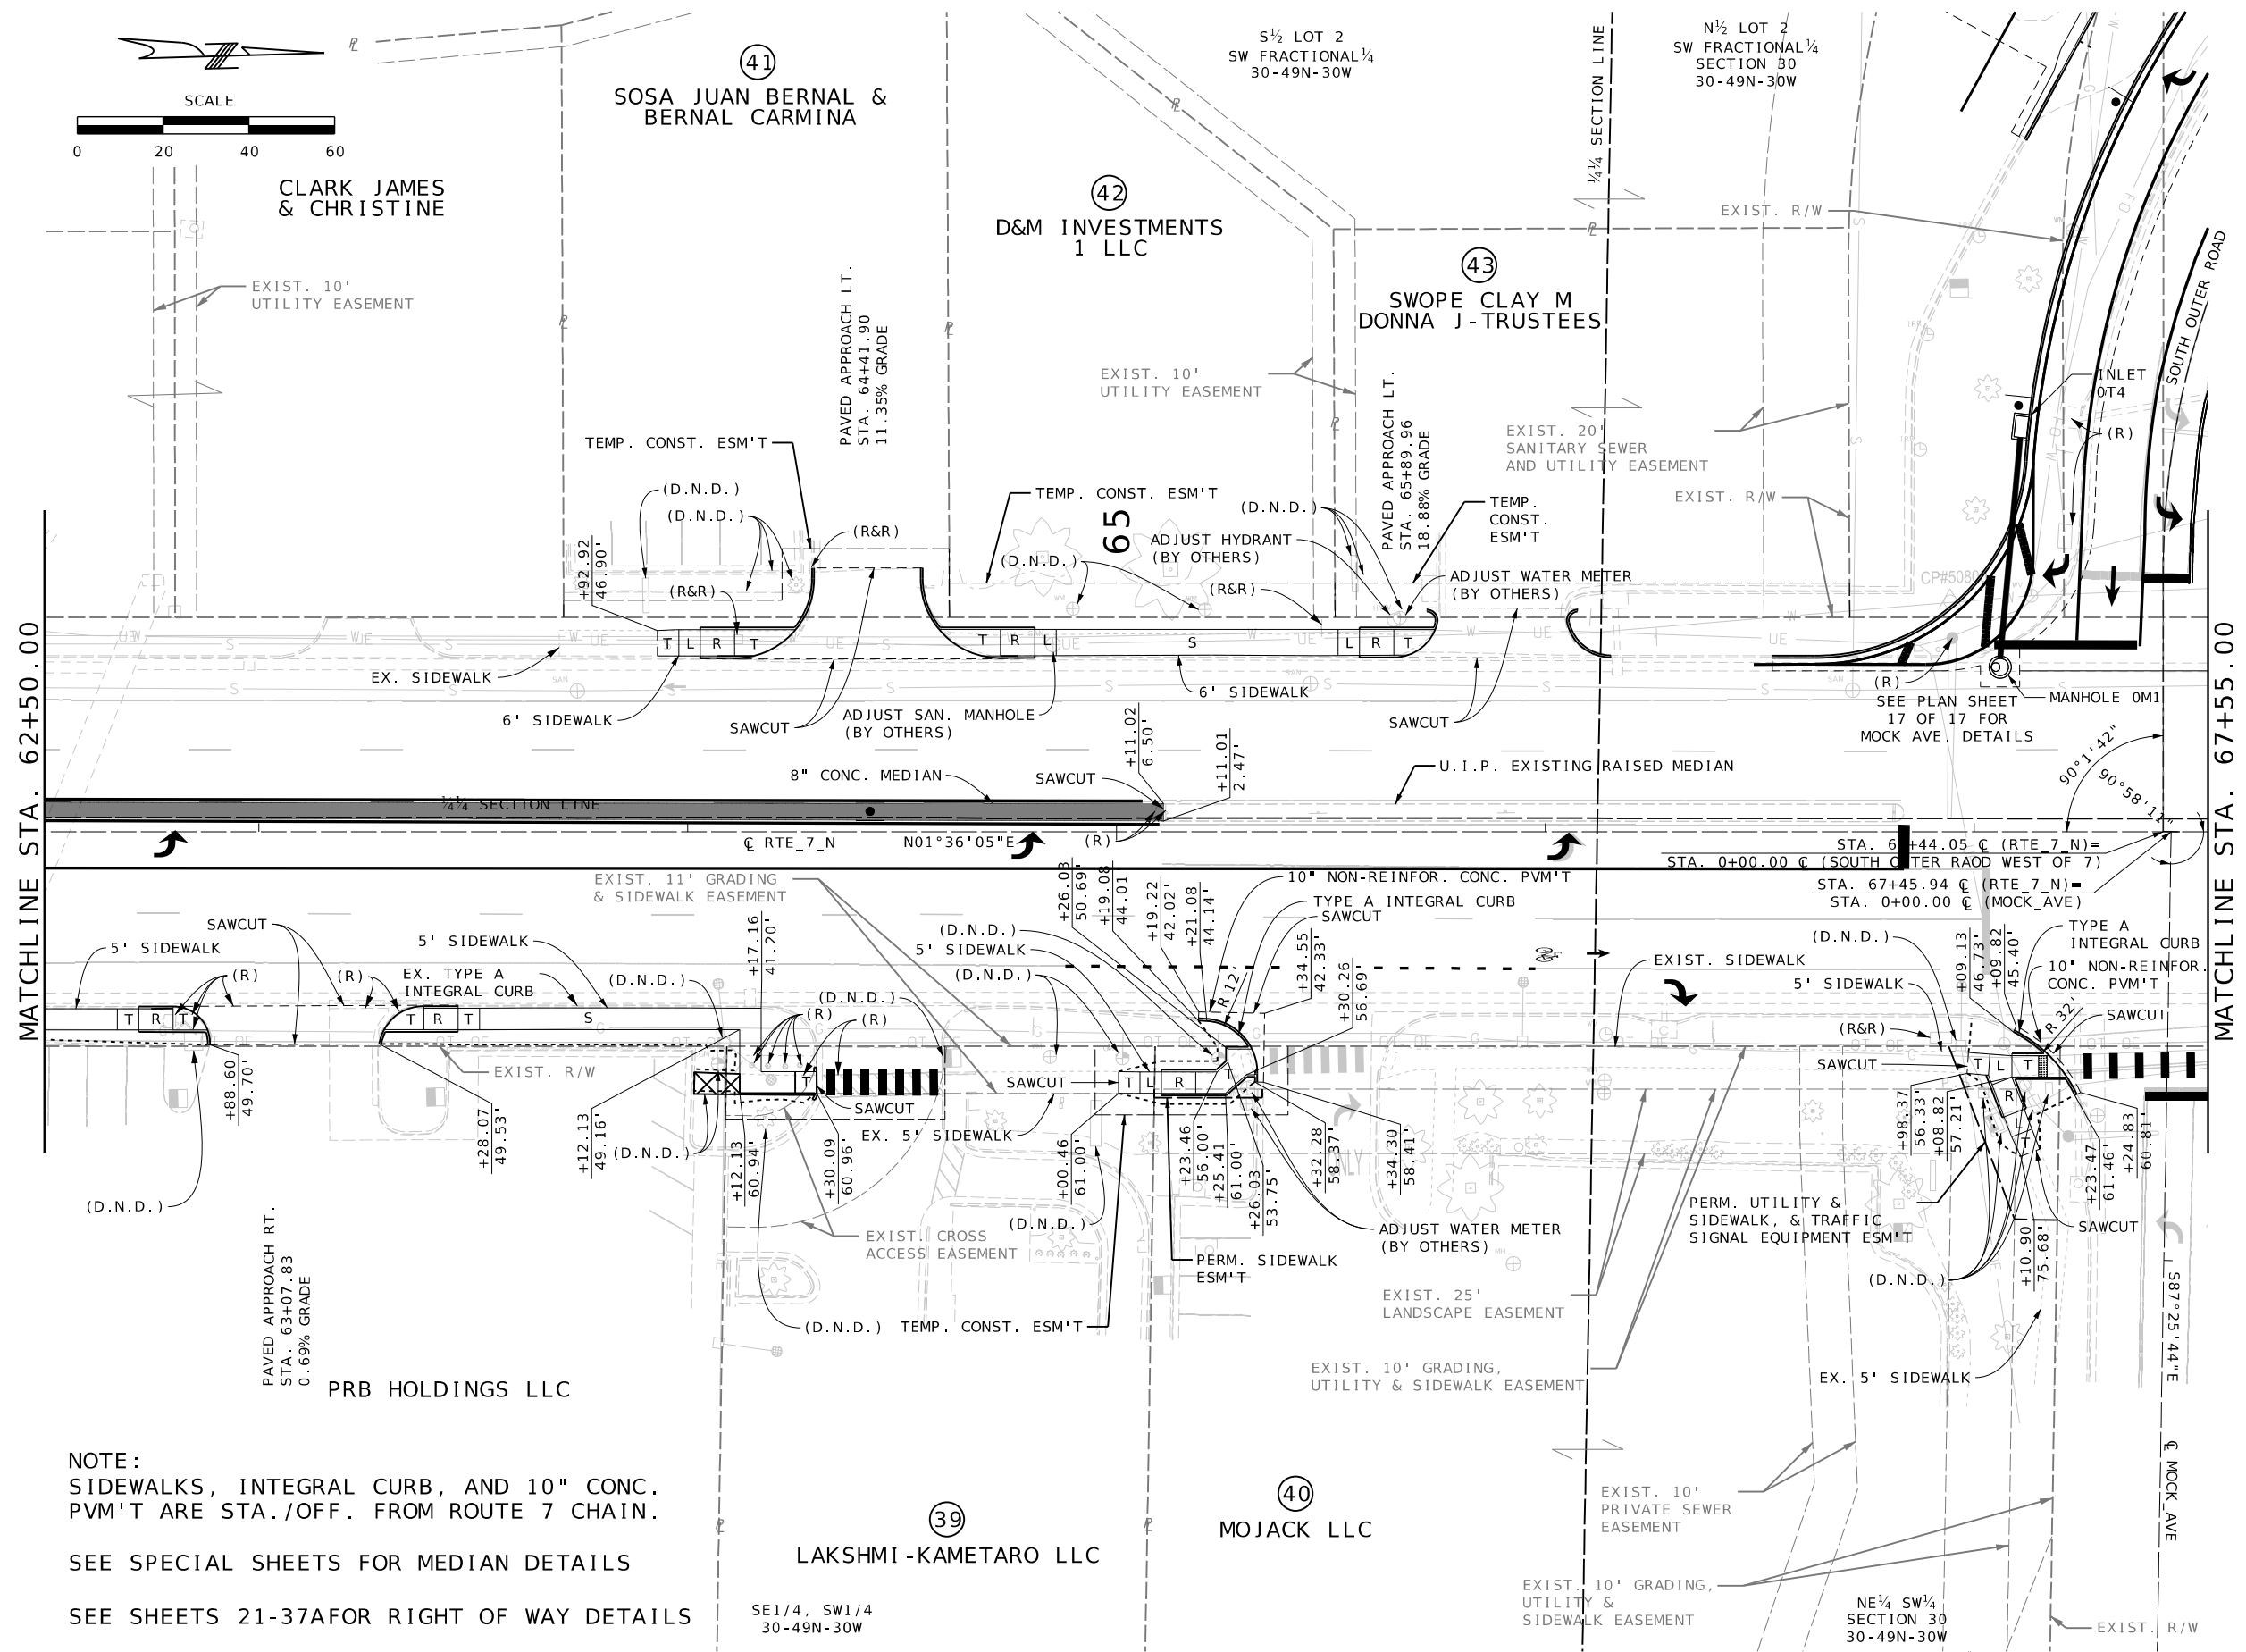 SCALE
0 20 40 60
CLARK JAMES
& CHRISTINE
41
SOSA JUAN BERNAL &
BERNAL CARMINA
42
D&M INVESTMENTS
1 LLC
S½ LOT 2
SW FRACTIONAL¼
30-49N-30W
¼¼ SECTION LINE
N½ LOT 2
SW FRACTIONAL¼
SECTION 30
30-49N-30W
43
SWOPE CLAY M
DONNA J-TRUSTEES
EXIST. R/W
SOUTH OUTER ROAD
INLET
OT4
(R)
EXIST. 10'
UTILITY EASEMENT
PAVED APPROACH LT.
STA. 64+41.90
11.35% GRADE
EXIST. 10'
UTILITY EASEMENT
PAVED APPROACH LT.
STA. 65+89.96
18.88% GRADE
EXIST. 20'
SANITARY SEWER
AND UTILITY EASEMENT
EXIST. R/W
TEMP. CONST. ESM'T
(D.N.D.)
(D.N.D.)
(R&R)
+92.92
46.90'
(R&R)
TEMP. CONST. ESM'T
65
(D.N.D.)
ADJUST HYDRANT
(BY OTHERS)
(D.N.D.)
(R&R)
TEMP.
CONST.
ESM'T
ADJUST WATER METER
(BY OTHERS)
CP#5080
T L R T
T R L
S
L R T
MATCHLINE STA. 62+50.00
MATCHLINE STA. 67+55.00
EX. SIDEWALK
6' SIDEWALK
SAWCUT
ADJUST SAN. MANHOLE
(BY OTHERS)
6' SIDEWALK
SAWCUT
(R)
SEE PLAN SHEET
17 OF 17 FOR
MOCK AVE. DETAILS
MANHOLE OM1
8" CONC. MEDIAN
SAWCUT
+11.02
6.50'
+11.01
2.47'
U.I.P. EXISTING RAISED MEDIAN
90°1'42"
90°58'11"
¼¼ SECTION LINE
℄ RTE_7_N
N01°36'05"E
(R)
STA. 6 +44.05 ℄ (RTE_7_N)=
STA. 0+00.00 ℄ (SOUTH OUTER RAOD WEST OF 7)
STA. 67+45.94 ℄ (RTE_7_N)=
STA. 0+00.00 ℄ (MOCK_AVE)
EXIST. 11' GRADING
& SIDEWALK EASEMENT
+26.03
50.69'
+19.08
44.01
+19.22
42.02'
+21.08
44.14'
10" NON-REINFOR. CONC. PVM'T
TYPE A INTEGRAL CURB
SAWCUT
R 12'
+34.55
42.33'
+30.26
56.69'
SAWCUT
5' SIDEWALK
(R)
(R)
5' SIDEWALK
EX. TYPE A
INTEGRAL CURB
(D.N.D.)
+17.16
41.20'
(D.N.D.)
(R)
(R)
(D.N.D.)
5' SIDEWALK
(D.N.D.)
EXIST. SIDEWALK
(D.N.D.)
5' SIDEWALK
(R&R)
+09.13
46.73'
+09.82
45.40'
TYPE A
INTEGRAL CURB
10" NON-REINFOR.
CONC. PVM'T
R 32'
SAWCUT
T R T
T R T
S
T
T L R
T
T L T
R
L
T
SAWCUT
EXIST. R/W
SAWCUT
SAWCUT
EX. 5' SIDEWALK
+88.60
49.70'
+28.07
49.53'
+12.13
49.16'
(D.N.D.)
+12.13
60.94'
+30.09
60.96'
+00.46
61.00'
+23.46
56.00'
+25.41
61.00'
+26.03
53.75'
+32.28
58.37'
+34.30
58.41'
+98.37
56.33'
+08.82
57.21'
+23.47
61.46'
+24.83
60.81'
+10.90
75.68'
(D.N.D.)
PAVED APPROACH RT.
STA. 63+07.83
0.69% GRADE
EXIST. CROSS
ACCESS EASEMENT
(D.N.D.)
(D.N.D.)
TEMP. CONST. ESM'T
PERM. SIDEWALK
ESM'T
ADJUST WATER METER
(BY OTHERS)
PERM. UTILITY &
SIDEWALK, & TRAFFIC
SIGNAL EQUIPMENT ESM'T
SAWCUT
(D.N.D.)
EXIST. 25'
LANDSCAPE EASEMENT
EXIST. 10' GRADING,
UTILITY & SIDEWALK EASEMENT
EX. 5' SIDEWALK
S87°25'44"E
℄ MOCK_AVE
PRB HOLDINGS LLC
NOTE:
SIDEWALKS, INTEGRAL CURB, AND 10" CONC.
PVM'T ARE STA./OFF. FROM ROUTE 7 CHAIN.
SEE SPECIAL SHEETS FOR MEDIAN DETAILS
SEE SHEETS 21-37AFOR RIGHT OF WAY DETAILS
39
LAKSHMI-KAMETARO LLC
SE1/4, SW1/4
30-49N-30W
40
MOJACK LLC
EXIST. 10'
PRIVATE SEWER
EASEMENT
EXIST. 10' GRADING,
UTILITY &
SIDEWALK EASEMENT
NE¼ SW¼
SECTION 30
30-49N-30W
EXIST. R/W